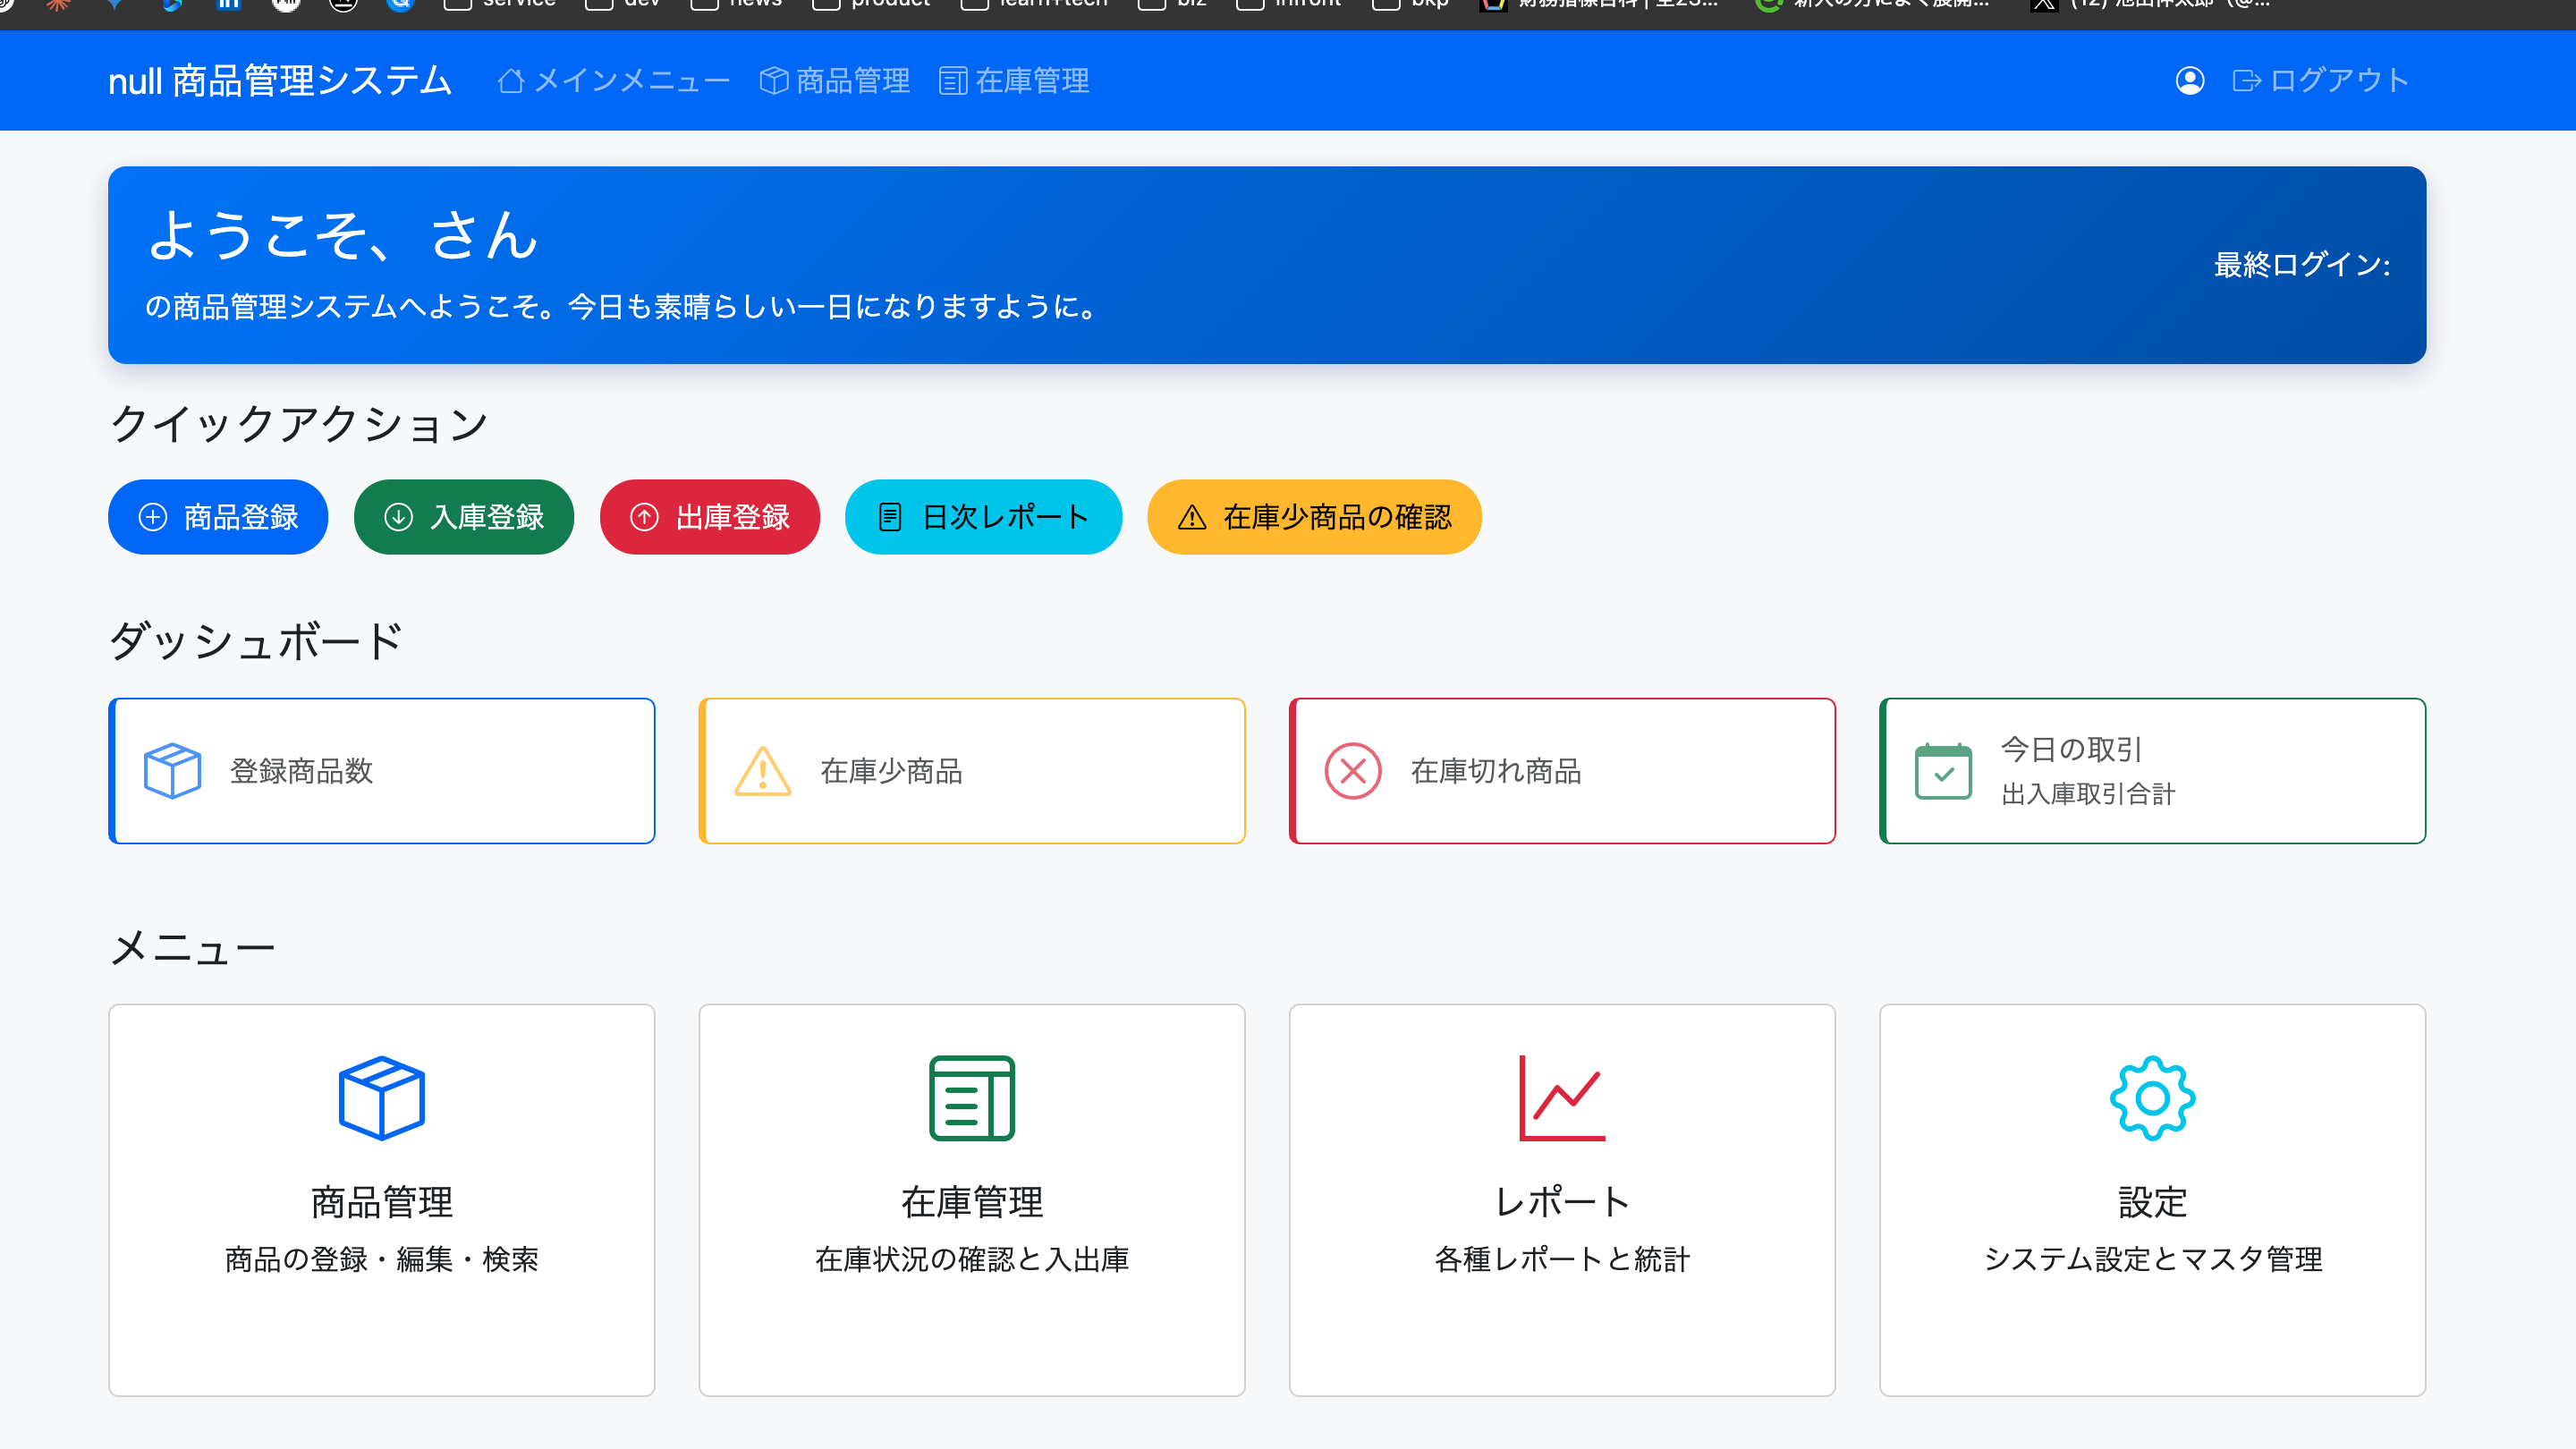 service dev news product learn+tech biz infront bkp
null 商品管理システム メインメニュー 商品管理 在庫管理 ログアウト
ようこそ、さん
最終ログイン:
の商品管理システムへようこそ。今日も素晴らしい一日になりますように。
クイックアクション
商品登録 入庫登録 出庫登録 日次レポート 在庫少商品の確認
ダッシュボード
登録商品数
在庫少商品
在庫切れ商品
今日の取引
出入庫取引合計
メニュー
商品管理
商品の登録・編集・検索
在庫管理
在庫状況の確認と入出庫
レポート
各種レポートと統計
設定
システム設定とマスタ管理